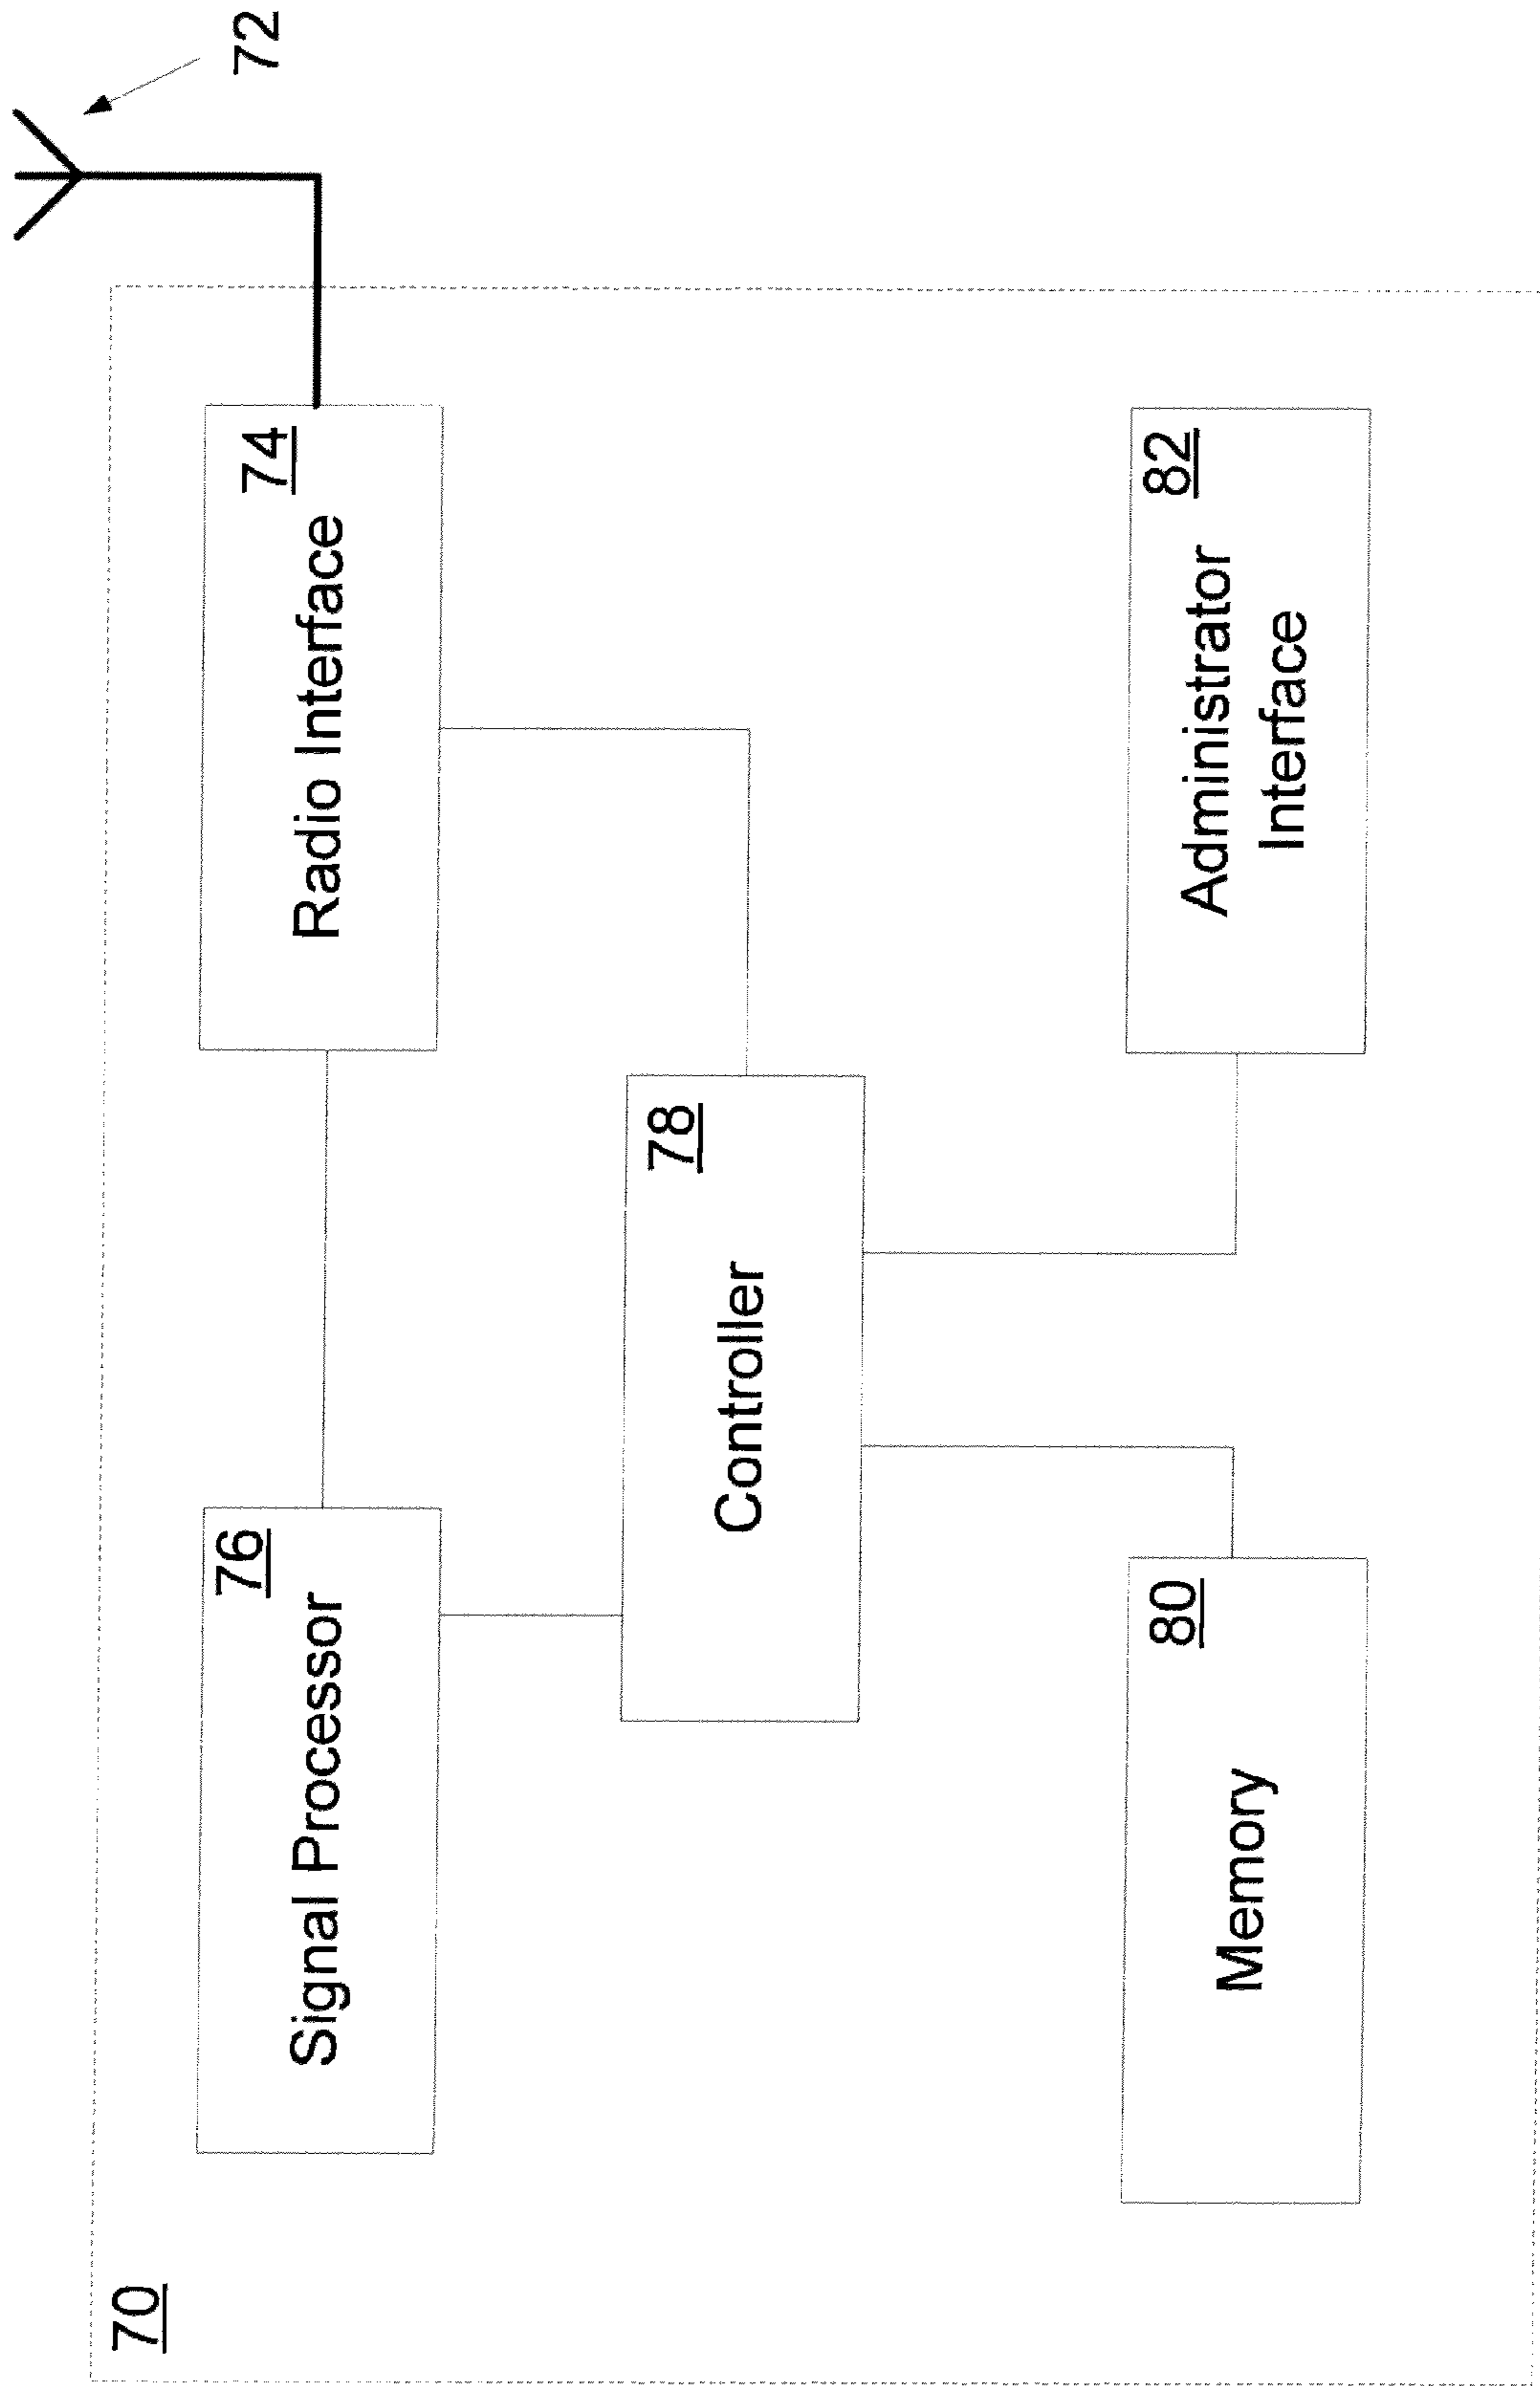 70
72
76
Signal Processor
74
Radio Interface
78
Controller
80
Memory
82
Administrator
Interface